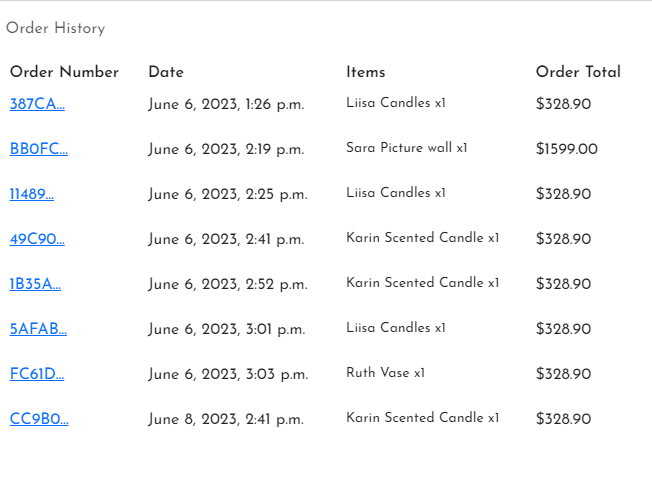 Order History
Order Number Date Items Order Total
387CA... June 6, 2023, 1:26 p.m. Liisa Candles x1 $328.90
BB0FC... June 6, 2023, 2:19 p.m. Sara Picture wall x1 $1599.00
11489... June 6, 2023, 2:25 p.m. Liisa Candles x1 $328.90
49C90... June 6, 2023, 2:41 p.m. Karin Scented Candle x1 $328.90
1B35A... June 6, 2023, 2:52 p.m. Karin Scented Candle x1 $328.90
5AFAB... June 6, 2023, 3:01 p.m. Liisa Candles x1 $328.90
FC61D... June 6, 2023, 3:03 p.m. Ruth Vase x1 $328.90
CC9B0... June 8, 2023, 2:41 p.m. Karin Scented Candle x1 $328.90